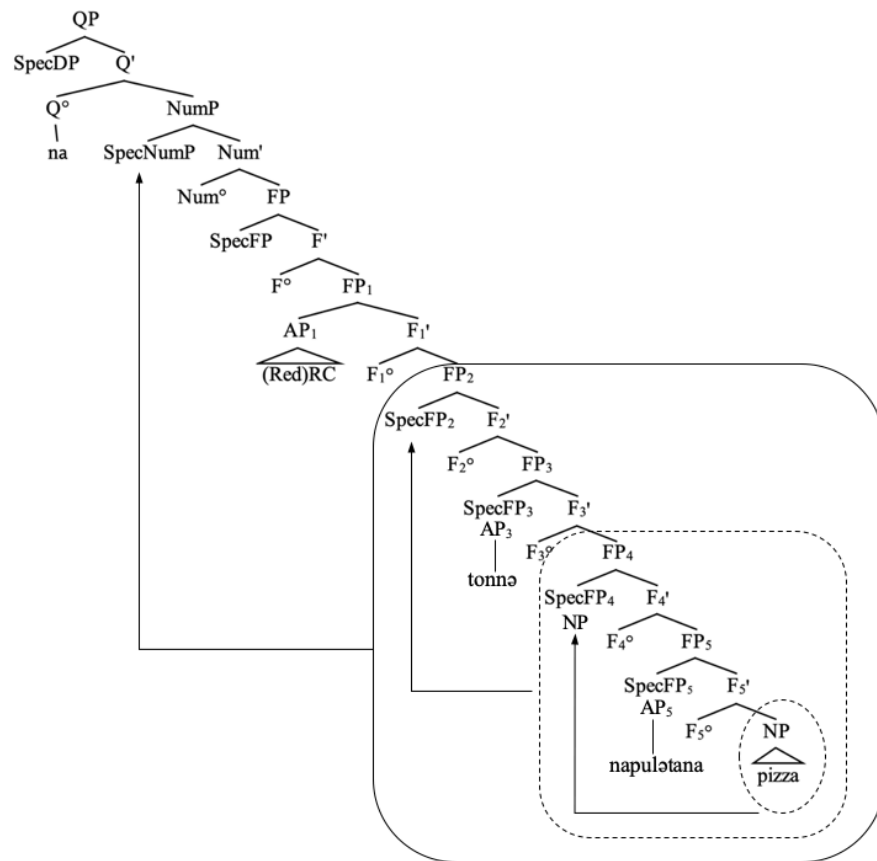 QP
SpecDP Q'
Q° NumP
na SpecNumP Num'
Num° FP
SpecFP F'
F° FP₁
AP₁ F₁'
(Red)RC F₁° FP₂
SpecFP₂ F₂'
F₂° FP₃
SpecFP₃ F₃'
AP₃ F₃° FP₄
tonnə SpecFP₄ F₄'
NP F₄° FP₅
SpecFP₅ F₅'
AP₅ F₅° NP
napulətana pizza